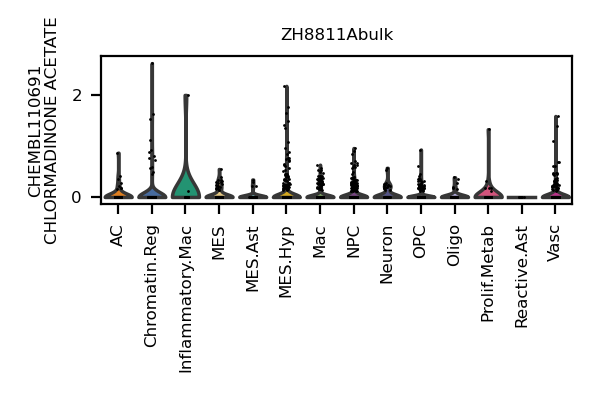 ZH8811Abulk
CHEMBL110691
CHLORMADINONE ACETATE
2
0
AC
Chromatin.Reg
Inflammatory.Mac
MES
MES.Ast
MES.Hyp
Mac
NPC
Neuron
OPC
Oligo
Prolif.Metab
Reactive.Ast
Vasc